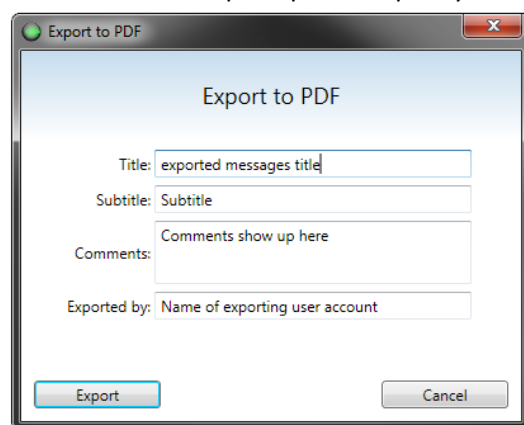 Export to PDF
Export to PDF
Title: exported messages title
Subtitle: Subtitle
Comments: Comments show up here
Exported by: Name of exporting user account
Export Cancel